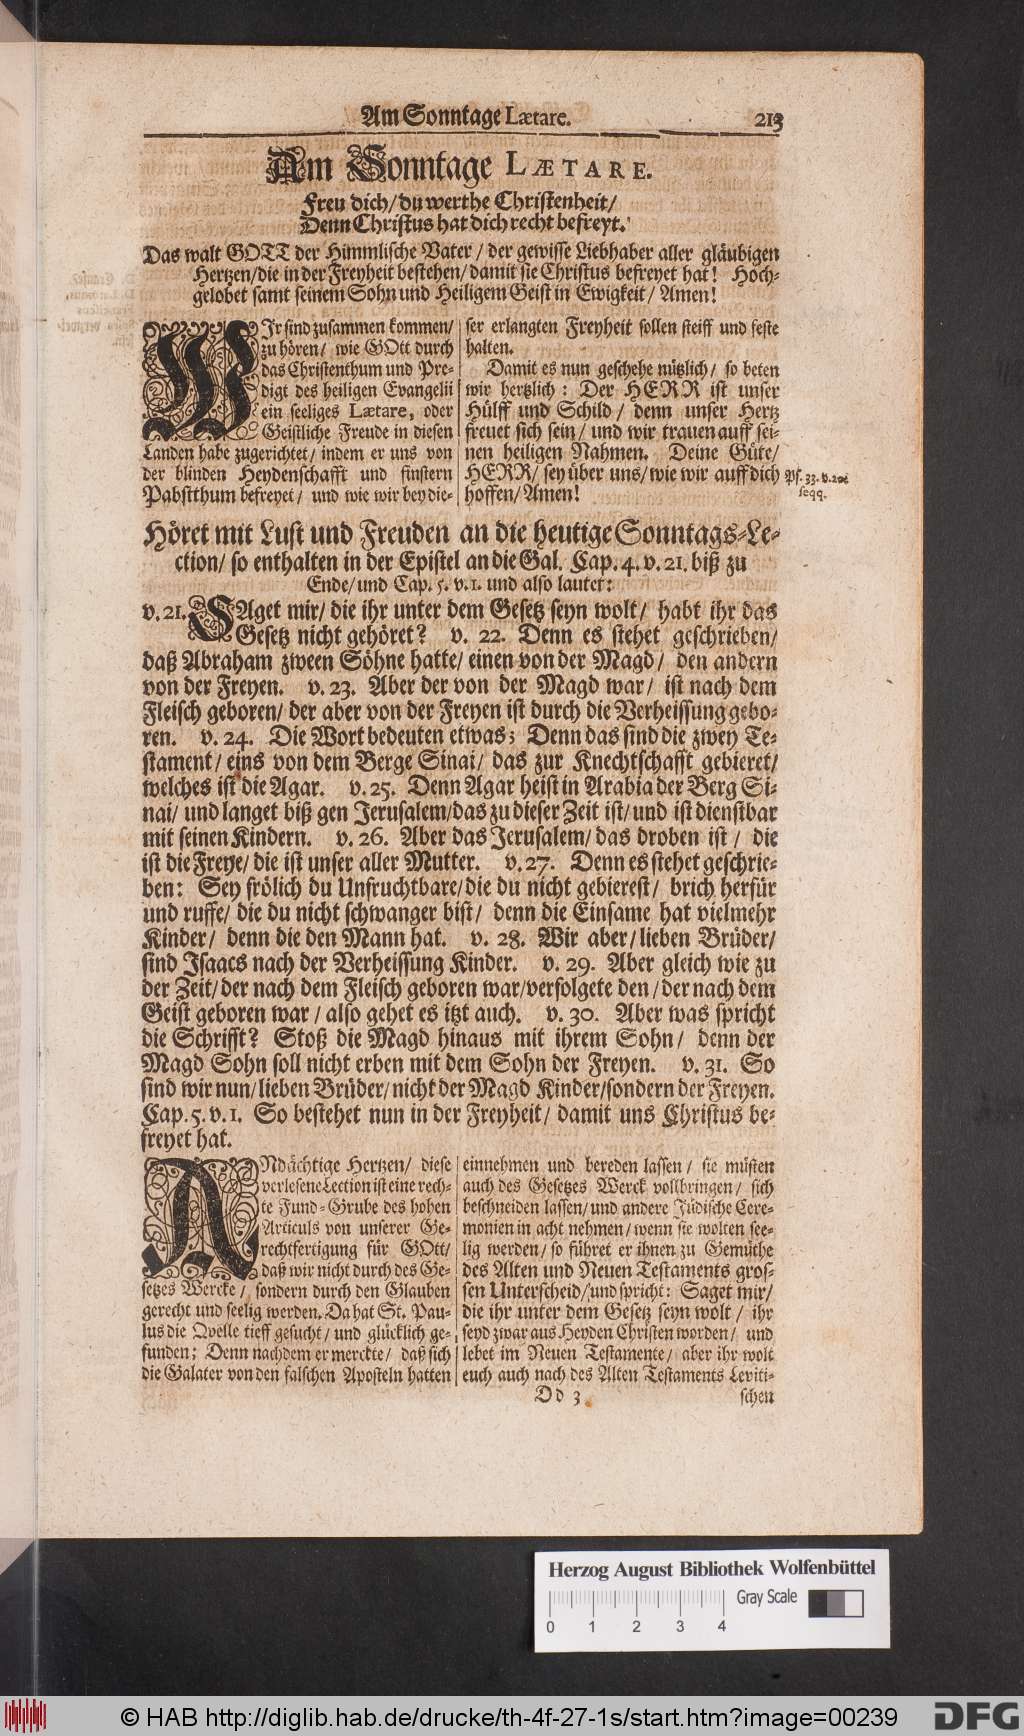 Am Sonntage Lætare.
213
Am Sonntage LÆTARE.
Freu dich/ du werthe Christenheit/
Denn Christus hat dich recht befreyt.
Das walt GOTT der Himmlische Vater/ der gewisse Liebhaber aller gläubigen
Hertzen/ die in der Freyheit bestehen/ damit sie Christus befreyet hat! Hoch-
gelobet samt seinem Sohn und Heiligem Geist in Ewigkeit/ Amen!
WIr sind zusammen kommen/
zu hören/ wie GOtt durch
das Christenthum und Pre-
digt des heiligen Evangelii
ein seeliges Lætare, oder
Geistliche Freude in diesen
Landen habe zugerichtet/ indem er uns von
der blinden Heydenschafft und finstern
Pabstthum befreyet/ und wie wir bey die-
ser erlangten Freyheit sollen steiff und feste
halten.
Damit es nun geschehe nützlich/ so beten
wir hertzlich: Der HERR ist unser
Hülff und Schild/ denn unser Hertz
freuet sich sein/ und wir trauen auff sei-
nen heiligen Nahmen. Deine Güte/
HERR/ sey über uns/ wie wir auff dich
hoffen/ Amen!
Ps. 33. v. 20.
seqq.
Höret mit Lust und Freuden an die heutige Sonntags-Le-
ction/ so enthalten in der Epistel an die Gal. Cap. 4. v. 21. biß zu
Ende/ und Cap. 5. v. 1. und also lautet:
v. 21. SAget mir/ die ihr unter dem Gesetz seyn wolt/ habt ihr das
Gesetz nicht gehöret? v. 22. Denn es stehet geschrieben/
daß Abraham zween Söhne hatte/ einen von der Magd/ den andern
von der Freyen. v. 23. Aber der von der Magd war/ ist nach dem
Fleisch geboren/ der aber von der Freyen ist durch die Verheissung gebo-
ren. v. 24. Die Wort bedeuten etwas; Denn das sind die zwey Te-
stament/ eins von dem Berge Sinai/ das zur Knechtschafft gebieret/
welches ist die Agar. v. 25. Denn Agar heist in Arabia der Berg Si-
nai/ und langet biß gen Jerusalem/ das zu dieser Zeit ist/ und ist dienstbar
mit seinen Kindern. v. 26. Aber das Jerusalem/ das droben ist/ die
ist die Freye/ die ist unser aller Mutter. v. 27. Denn es stehet geschrie-
ben: Sey frölich du Unfruchtbare/ die du nicht gebierest/ brich herfür
und ruffe/ die du nicht schwanger bist/ denn die Einsame hat vielmehr
Kinder/ denn die den Mann hat. v. 28. Wir aber/ lieben Brüder/
sind Isaacs nach der Verheissung Kinder. v. 29. Aber gleich wie zu
der Zeit/ der nach dem Fleisch geboren war/ verfolgete den/ der nach dem
Geist geboren war/ also gehet es itzt auch. v. 30. Aber was spricht
die Schrifft? Stoß die Magd hinaus mit ihrem Sohn/ denn der
Magd Sohn soll nicht erben mit dem Sohn der Freyen. v. 31. So
sind wir nun/ lieben Brüder/ nicht der Magd Kinder/ sondern der Freyen.
Cap. 5. v. 1. So bestehet nun in der Freyheit/ damit uns Christus be-
freyet hat.
ANdächtige Hertzen/ diese
verlesene Lection ist eine rech-
te Fund-Grube des hohen
Articuls von unserer Ge-
rechtfertigung für GOtt/
daß wir nicht durch des Ge-
setzes Wercke/ sondern durch den Glauben
gerecht und seelig werden. Da hat St. Pau-
lus die Qvelle tieff gesucht/ und glücklich ge-
funden; Denn nachdem er merckte/ daß sich
die Galater von den falschen Aposteln hatten
einnehmen und bereden lassen/ sie müsten
auch des Gesetzes Werck vollbringen/ sich
beschneiden lassen/ und andere Jüdische Cere-
monien in acht nehmen/ wenn sie wolten see-
lig werden/ so führet er ihnen zu Gemüthe
des Alten und Neuen Testaments gros-
sen Unterscheid/ und spricht: Saget mir/
die ihr unter dem Gesetz seyn wolt/ ihr
seyd zwar aus Heyden Christen worden/ und
lebet im Neuen Testamente/ aber ihr wolt
euch auch nach des Alten Testaments Leviti-
Dd 3
schen
Herzog August Bibliothek Wolfenbüttel
Gray Scale
0 1 2 3 4
© HAB http://diglib.hab.de/drucke/th-4f-27-1s/start.htm?image=00239
DFG